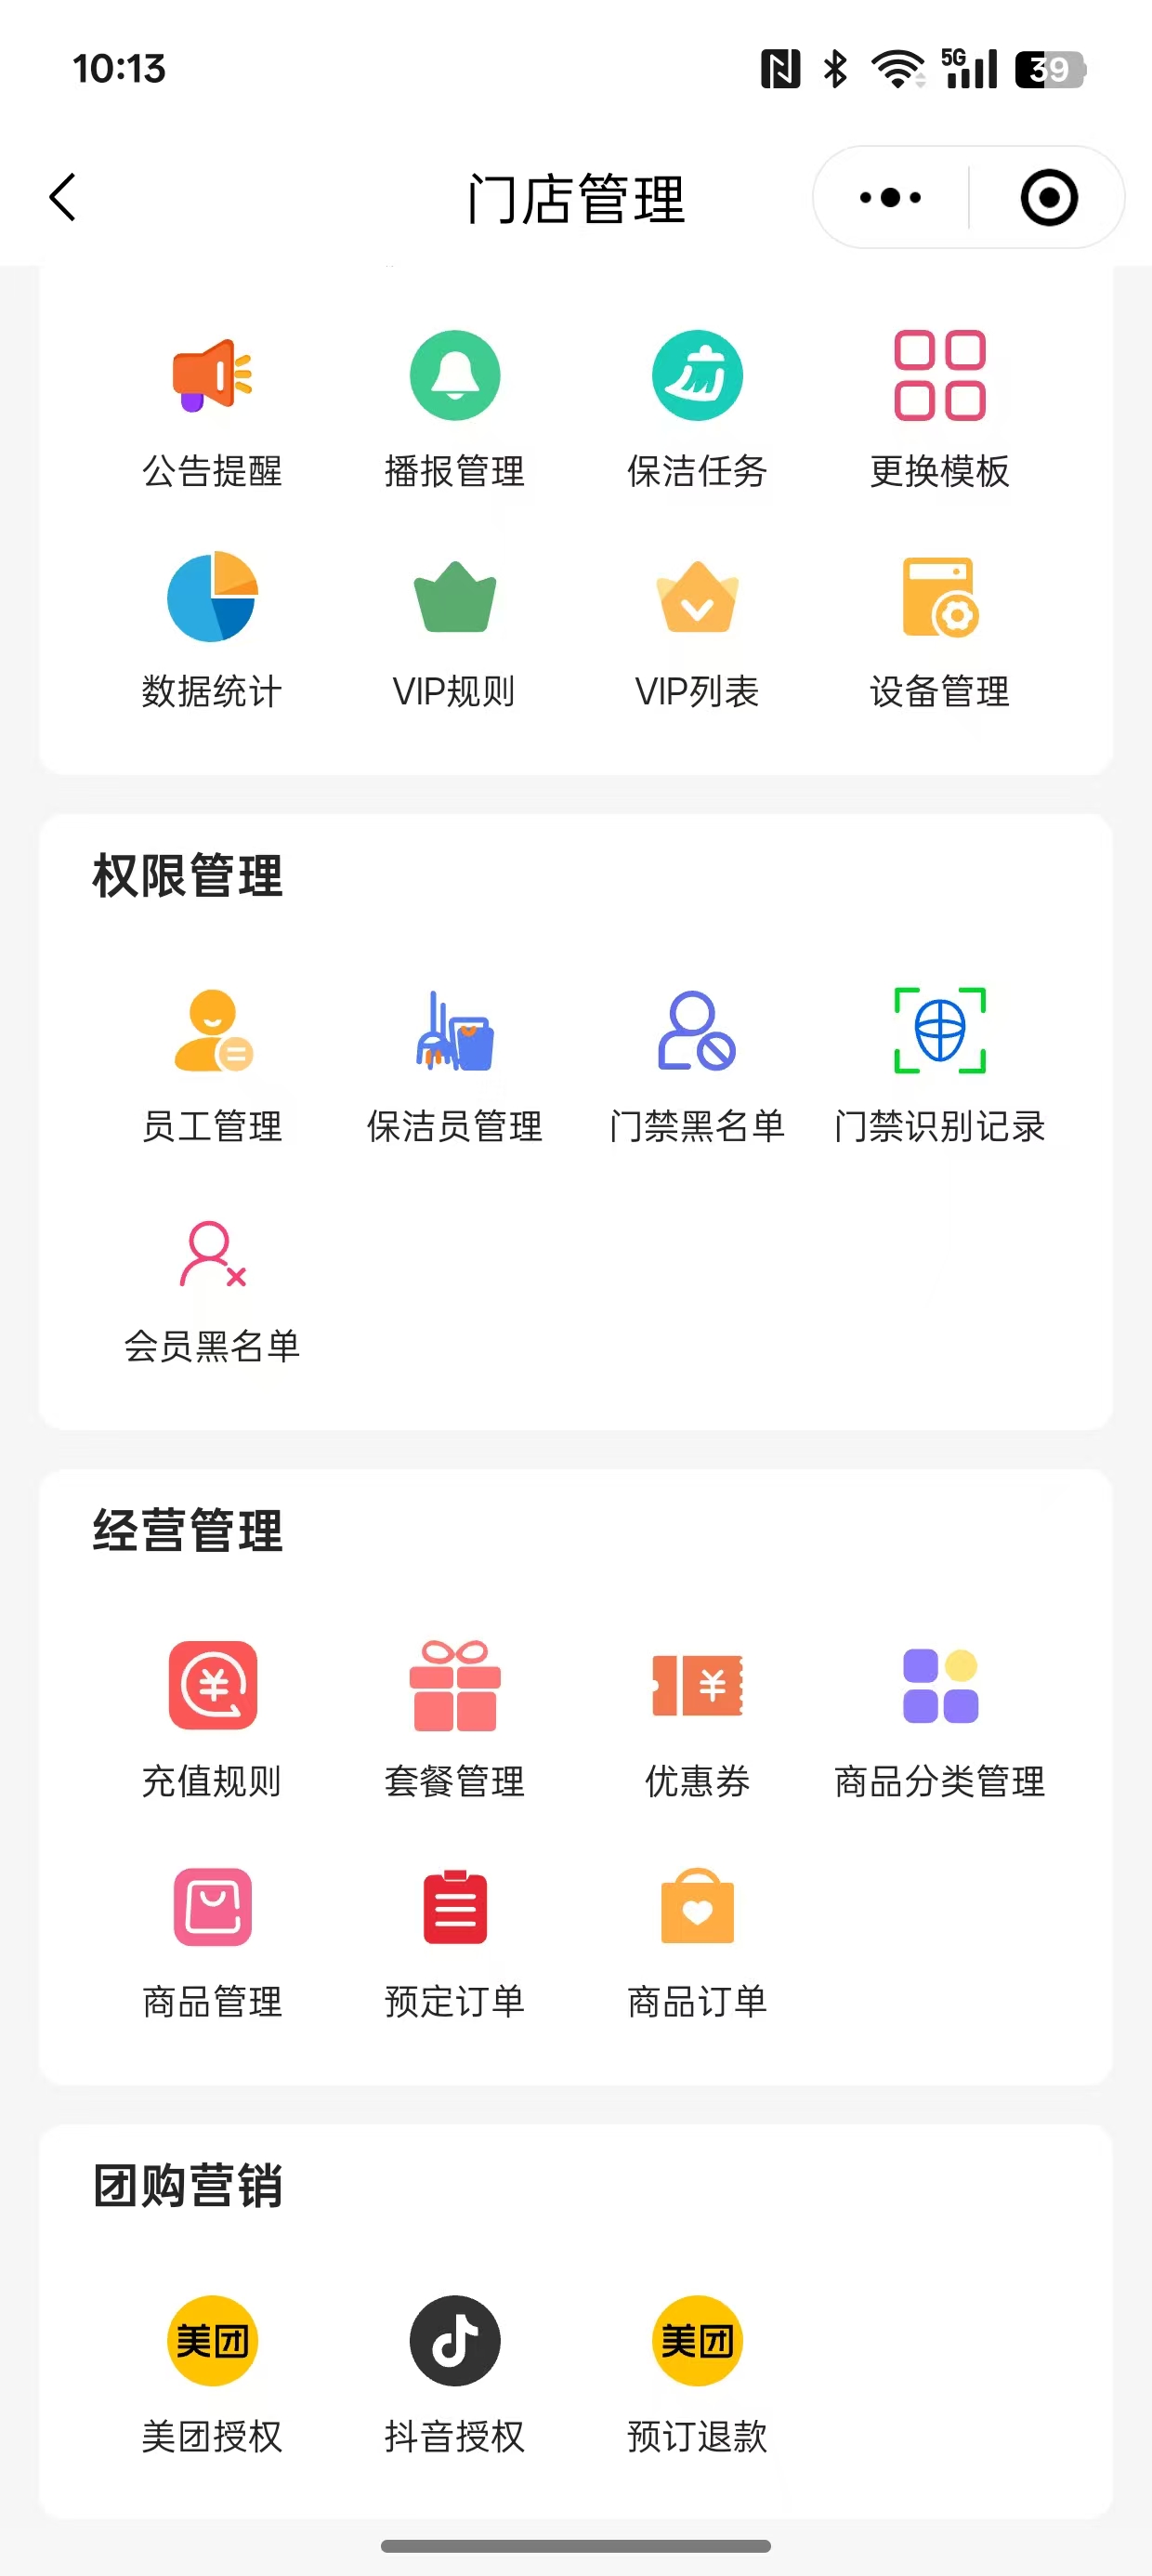 10:13
5G
39
门店管理
公告提醒 播报管理 保洁任务 更换模板
数据统计 VIP规则 VIP列表 设备管理
权限管理
员工管理 保洁员管理 门禁黑名单 门禁识别记录
会员黑名单
经营管理
¥ ¥
充值规则 套餐管理 优惠券 商品分类管理
商品管理 预定订单 商品订单
团购营销
美团 美团
美团授权 抖音授权 预订退款